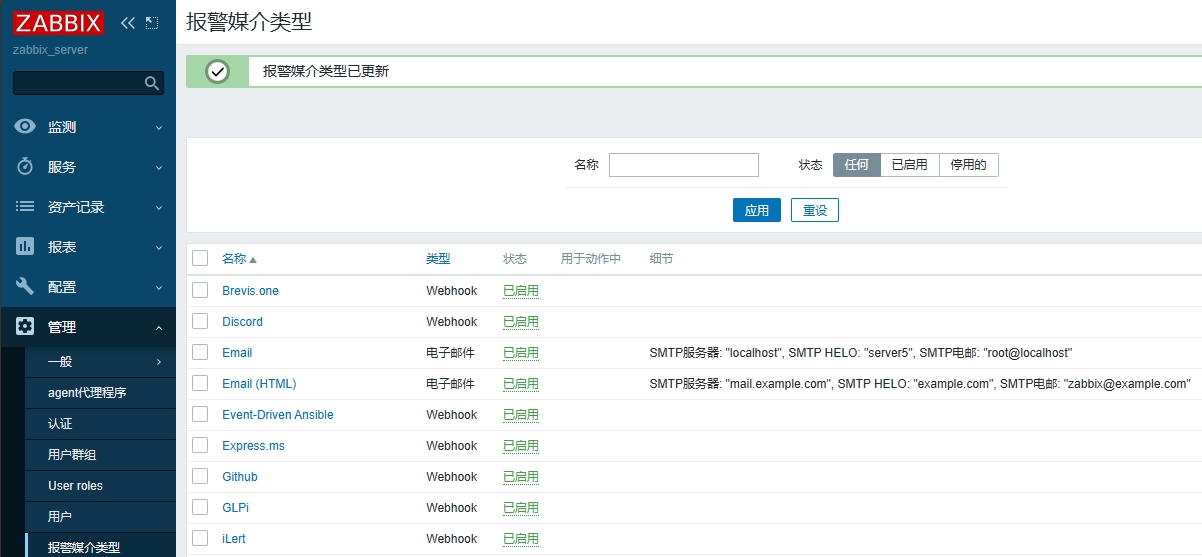 ZABBIX
zabbix_server
监测
服务
资产记录
报表
配置
管理
一般
agent代理程序
认证
用户群组
User roles
用户
报警媒介类型
报警媒介类型
报警媒介类型已更新
名称 状态 任何 已启用 停用的
应用 重设
名称 类型 状态 用于动作中 细节
Brevis.one Webhook 已启用
Discord Webhook 已启用
Email 电子邮件 已启用 SMTP服务器: "localhost", SMTP HELO: "server5", SMTP电邮: "root@localhost"
Email (HTML) 电子邮件 已启用 SMTP服务器: "mail.example.com", SMTP HELO: "example.com", SMTP电邮: "zabbix@example.com"
Event-Driven Ansible Webhook 已启用
Express.ms Webhook 已启用
Github Webhook 已启用
GLPi Webhook 已启用
iLert Webhook 已启用